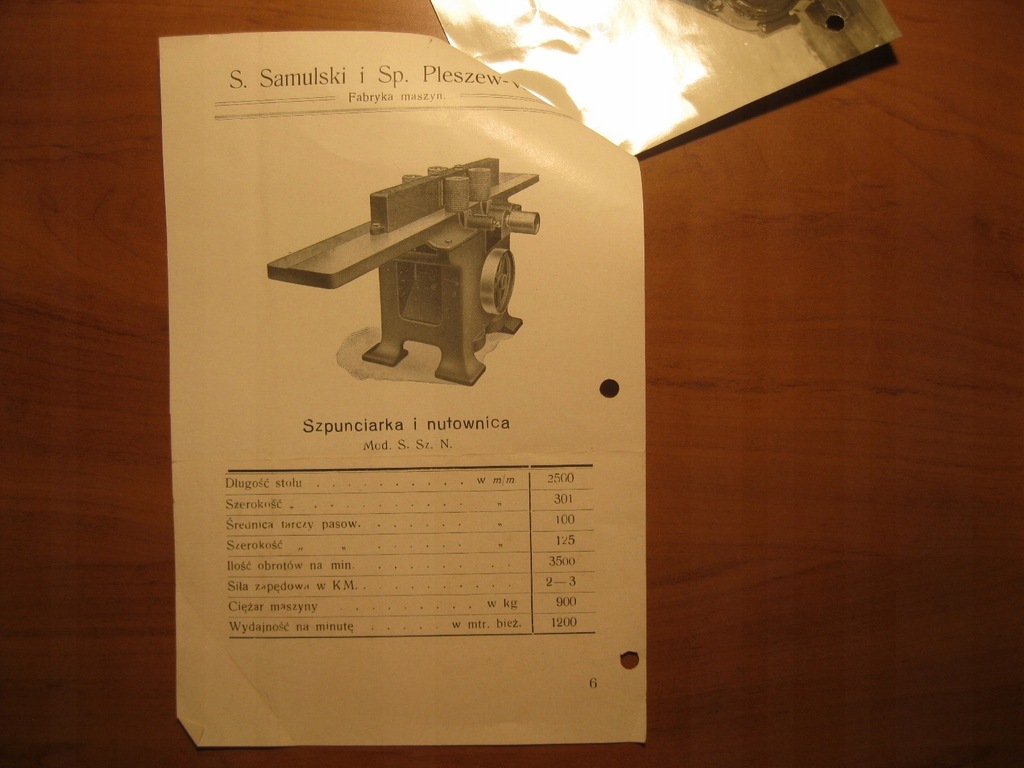 S. Samulski i Sp. Pleszew-
Fabryka maszyn.
Szpunciarka i nutownica
Mod. S. Sz. N.
Długość stołu . . . . . . . . . . w m/m 2500
Szerokość „ . . . . . . . . . . „ 301
Średnica tarczy pasow. . . . . . . „ 100
Szerokość „ „ . . . . . . „ 125
Ilość obrotów na min. . . . . . . . . 3500
Siła zapędowa w KM. . . . . . . . . 2—3
Ciężar maszyny . . . . . . . . . w kg 900
Wydajność na minutę . . . . . w mtr. bież. 1200
6